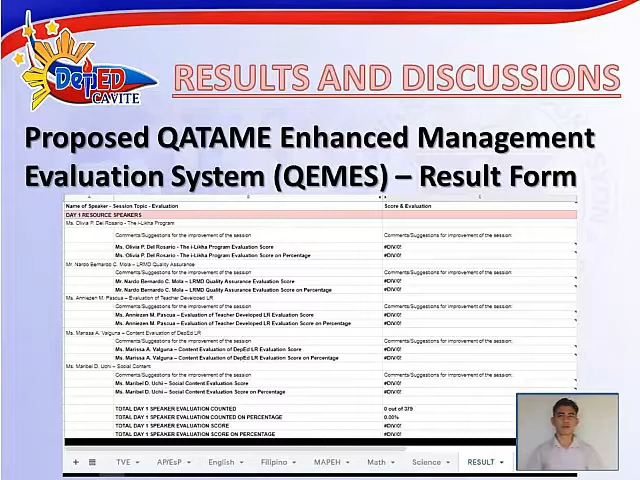 DepED
CAVITE
RESULTS AND DISCUSSIONS
Proposed QATAME Enhanced Management
Evaluation System (QEMES) – Result Form
Name of Speaker - Session Topic - Evaluation Score & Evaluation
DAY 1 RESOURCE SPEAKERS
Ms. Olivia P. Del Rosario - The i-Likha Program
Comments/Suggestions for the improvement of the session: Comments/Suggestions for improvement of the session:
Ms. Olivia P. Del Rosario - The i-Likha Program Evaluation Score #DIV/0!
Ms. Olivia P. Del Rosario - The i-Likha Program Evaluation Score on Percentage #DIV/0!
Mr. Nardo Bernardo C. Mola – LRMD Quality Assurance
Comments/Suggestions for the improvement of the session: Comments/Suggestions for improvement of the session:
Mr. Nardo Bernardo C. Mola – LRMD Quality Assurance Evaluation Score #DIV/0!
Mr. Nardo Bernardo C. Mola – LRMD Quality Assurance Evaluation Score on Percentage #DIV/0!
Ms. Anniezen M. Pascua – Evaluation of Teacher Developed LR
Comments/Suggestions for the improvement of the session: Comments/Suggestions for improvement of the session:
Ms. Anniezen M. Pascua – Evaluation of Teacher Developed LR Evaluation Score #DIV/0!
Ms. Anniezen M. Pascua – Evaluation of Teacher Developed LR Evaluation Score on Percentage #DIV/0!
Ms. Marissa A. Valguna – Content Evaluation of DepEd LR
Comments/Suggestions for the improvement of the session: Comments/Suggestions for improvement of the session:
Ms. Marissa A. Valguna – Content Evaluation of DepEd LR Evaluation Score #DIV/0!
Ms. Marissa A. Valguna – Content Evaluation of DepEd LR Evaluation Score on Percentage #DIV/0!
Ms. Maribel D. Uchi – Social Content
Comments/Suggestions for the improvement of the session: Comments/Suggestions for improvement of the session:
Ms. Maribel D. Uchi – Social Content Evaluation Score #DIV/0!
Ms. Maribel D. Uchi – Social Content Evaluation Score on Percentage #DIV/0!
TOTAL DAY 1 SPEAKER EVALUATION COUNTED 0 out of 379
TOTAL DAY 1 SPEAKER EVALUATION COUNTED ON PERCENTAGE 0.00%
TOTAL DAY 1 SPEAKER EVALUATION SCORE #DIV/0!
TOTAL DAY 1 SPEAKER EVALUATION SCORE ON PERCENTAGE #DIV/0!
TVE AP/EsP English Filipino MAPEH Math Science RESULT